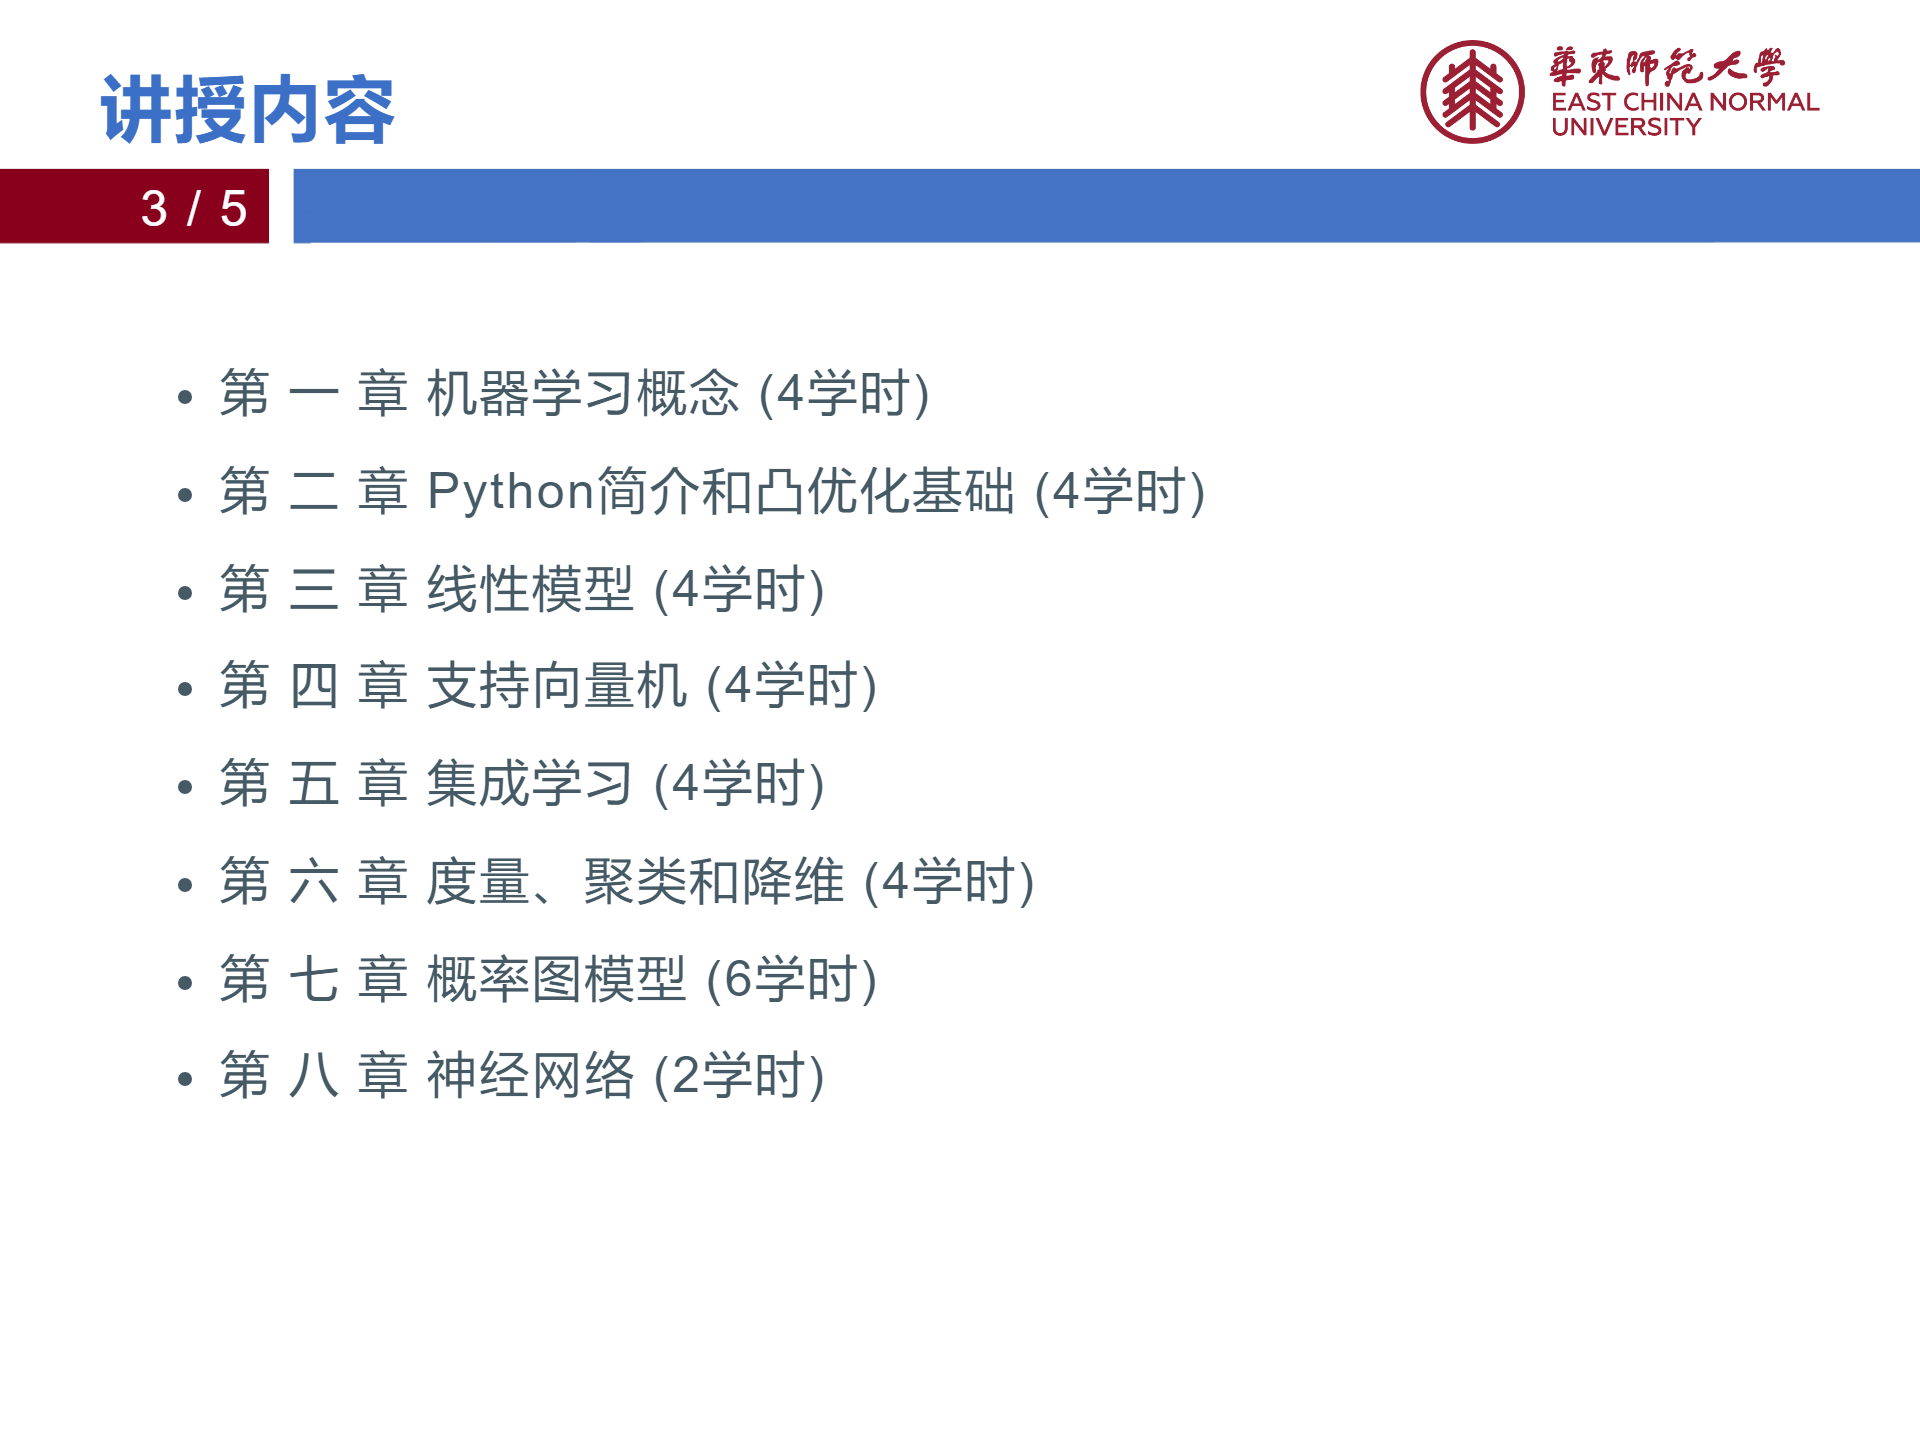 讲授内容
華東師範大學
EAST CHINA NORMAL
UNIVERSITY
3 / 5
• 第 一 章 机器学习概念 (4学时)
• 第 二 章 Python简介和凸优化基础 (4学时)
• 第 三 章 线性模型 (4学时)
• 第 四 章 支持向量机 (4学时)
• 第 五 章 集成学习 (4学时)
• 第 六 章 度量、聚类和降维 (4学时)
• 第 七 章 概率图模型 (6学时)
• 第 八 章 神经网络 (2学时)